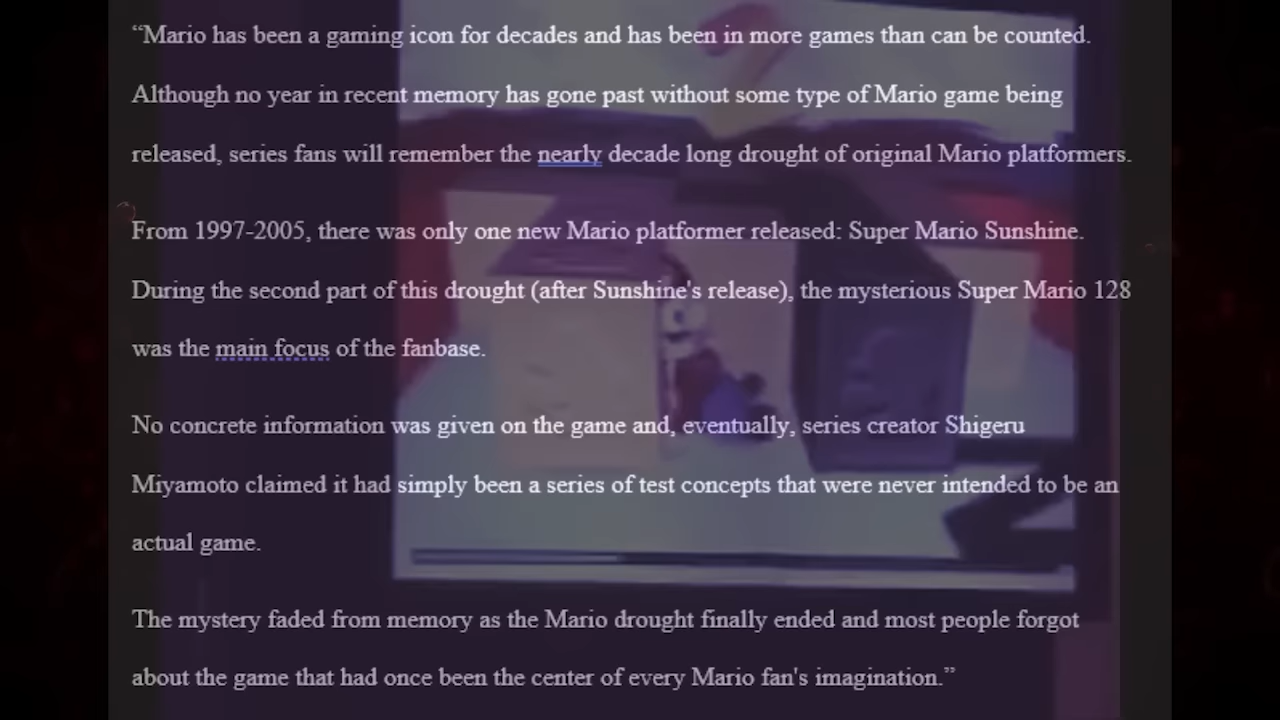 “Mario has been a gaming icon for decades and has been in more games than can be counted.
Although no year in recent memory has gone past without some type of Mario game being
released, series fans will remember the nearly decade long drought of original Mario platformers.
From 1997-2005, there was only one new Mario platformer released: Super Mario Sunshine.
During the second part of this drought (after Sunshine's release), the mysterious Super Mario 128
was the main focus of the fanbase.
No concrete information was given on the game and, eventually, series creator Shigeru
Miyamoto claimed it had simply been a series of test concepts that were never intended to be an
actual game.
The mystery faded from memory as the Mario drought finally ended and most people forgot
about the game that had once been the center of every Mario fan's imagination.”